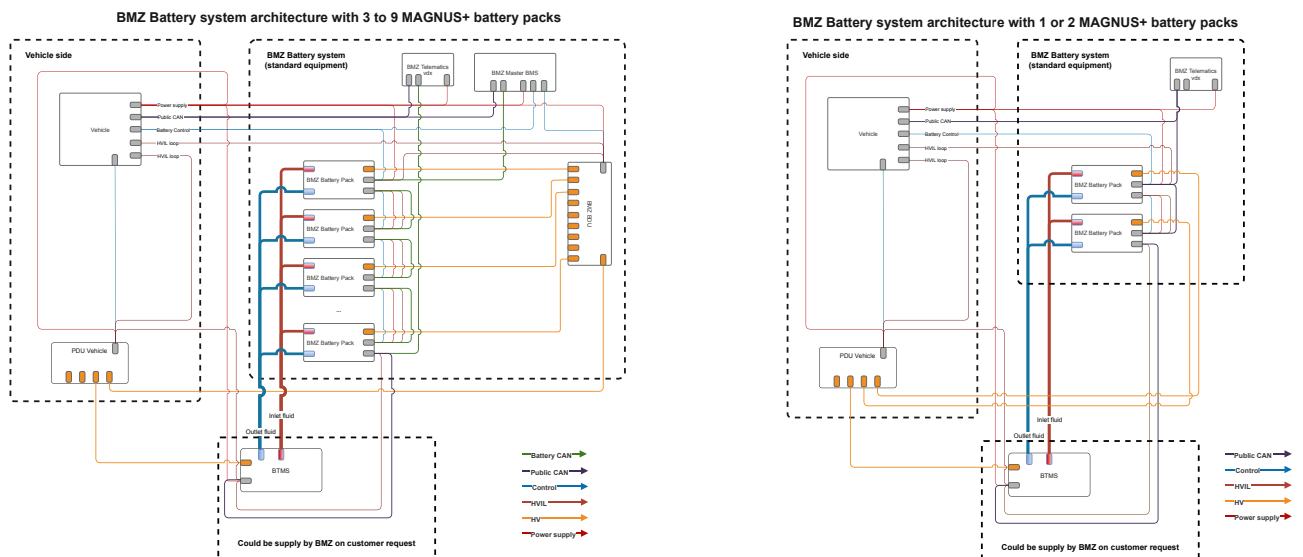 BMZ Battery system architecture with 3 to 9 MAGNUS+ battery packs
Vehicle side
BMZ Battery system
(standard equipment)
BMZ Telematics
vdx
BMZ Master BMS
Vehicle
Power supply
Public CAN
Battery Control
HVIL loop
HVIL loop
BMZ Battery Pack
BMZ Battery Pack
BMZ Battery Pack
...
BMZ Battery Pack
BMZ BDU
PDU Vehicle
Inlet fluid
Outlet fluid
BTMS
Could be supply by BMZ on customer request
Battery CAN
Public CAN
Control
HVIL
HV
Power supply
BMZ Battery system architecture with 1 or 2 MAGNUS+ battery packs
Vehicle side
BMZ Battery system
(standard equipment)
BMZ Telematics
vdx
Vehicle
Power supply
Public CAN
Battery Control
HVIL loop
HVIL loop
BMZ Battery Pack
BMZ Battery Pack
PDU Vehicle
Inlet fluid
Outlet fluid
BTMS
Could be supply by BMZ on customer request
Public CAN
Control
HVIL
HV
Power supply